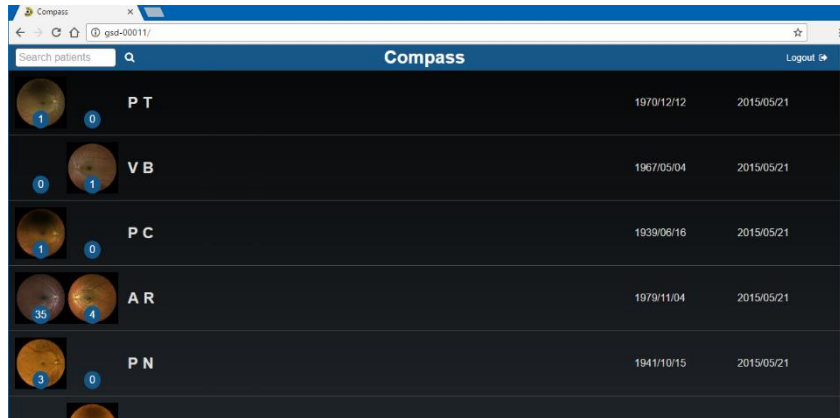 Compass
gsd-00011/
Search patients Compass Logout
1 0 P T 1970/12/12 2015/05/21
0 1 V B 1967/05/04 2015/05/21
1 0 P C 1939/06/16 2015/05/21
35 4 A R 1979/11/04 2015/05/21
3 0 P N 1941/10/15 2015/05/21